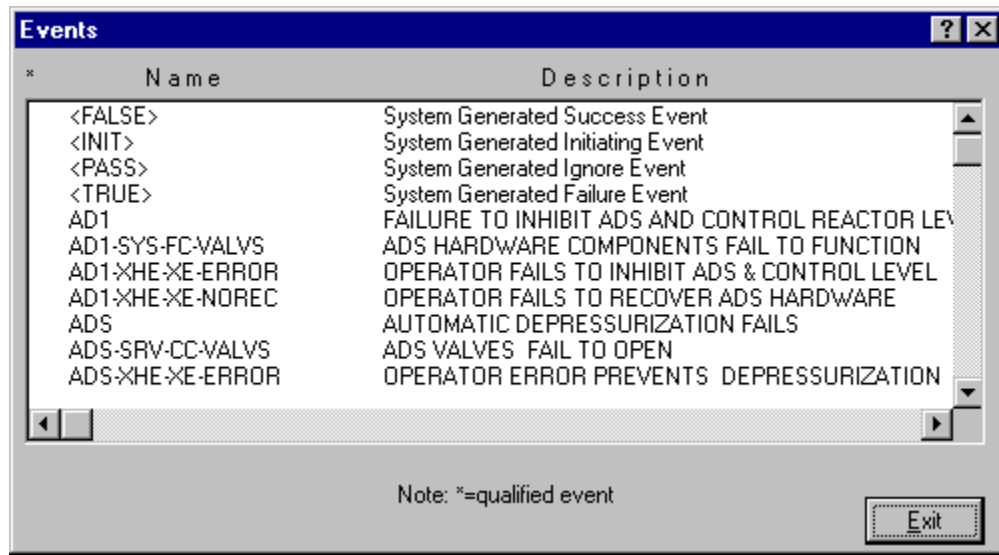 Events
* Name Description
<FALSE> System Generated Success Event
<INIT> System Generated Initiating Event
<PASS> System Generated Ignore Event
<TRUE> System Generated Failure Event
AD1 FAILURE TO INHIBIT ADS AND CONTROL REACTOR LEV
AD1-SYS-FC-VALVS ADS HARDWARE COMPONENTS FAIL TO FUNCTION
AD1-XHE-XE-ERROR OPERATOR FAILS TO INHIBIT ADS & CONTROL LEVEL
AD1-XHE-XE-NOREC OPERATOR FAILS TO RECOVER ADS HARDWARE
ADS AUTOMATIC DEPRESSURIZATION FAILS
ADS-SRV-CC-VALVS ADS VALVES  FAIL TO OPEN
ADS-XHE-XE-ERROR OPERATOR ERROR PREVENTS  DEPRESSURIZATION
Note: *=qualified event
Exit